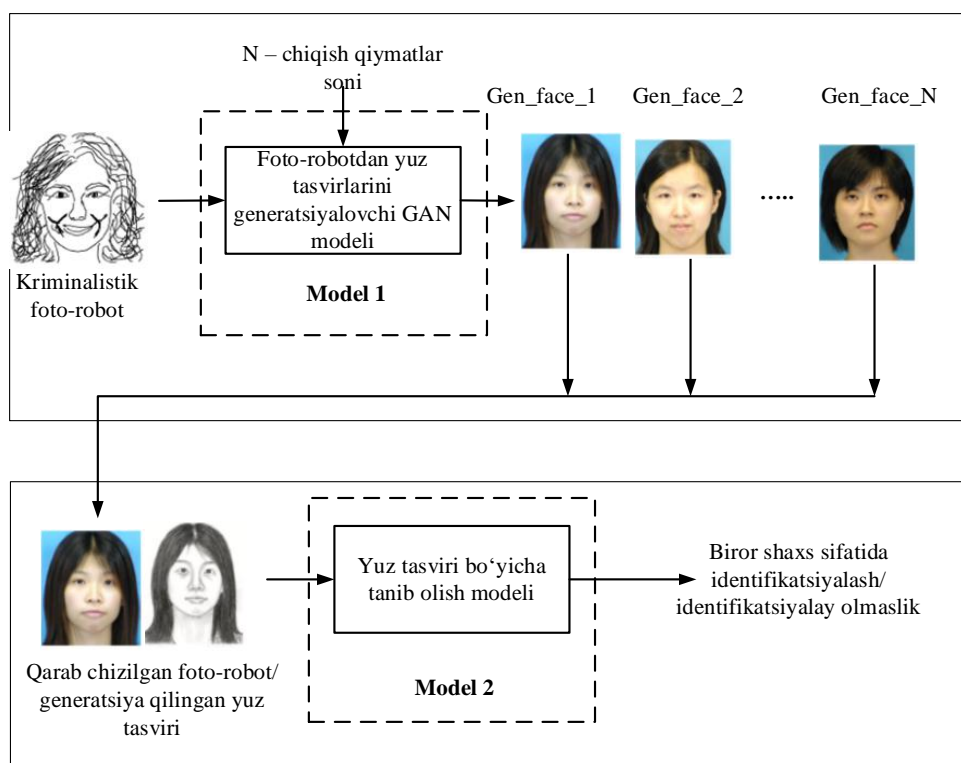 N – chiqish qiymatlar
soni
Gen_face_1
Gen_face_2
Gen_face_N
Foto-robotdan yuz
tasvirlarini
generatsiyalovchi GAN
modeli
.....
Kriminalistik
foto-robot
Model 1
Yuz tasviri bo‘yicha
tanib olish modeli
Biror shaxs sifatida
identifikatsiyalash/
identifikatsiyalay olmaslik
Qarab chizilgan foto-robot/
generatsiya qilingan yuz
tasviri
Model 2